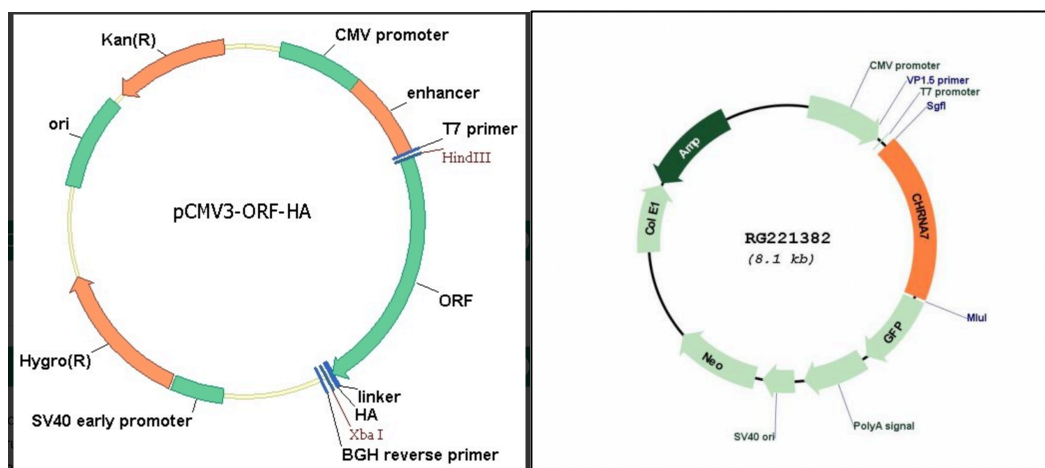 Kan(R)
CMV promoter
enhancer
T7 primer
HindIII
ori
pCMV3-ORF-HA
ORF
Hygro(R)
linker
HA
Xba I
SV40 early promoter
BGH reverse primer
CMV promoter
VP1.5 primer
T7 promoter
SgfI
Amp
CHRNA7
Col E1
RG221382
(8.1 kb)
MluI
GFP
Neo
PolyA signal
SV40 ori